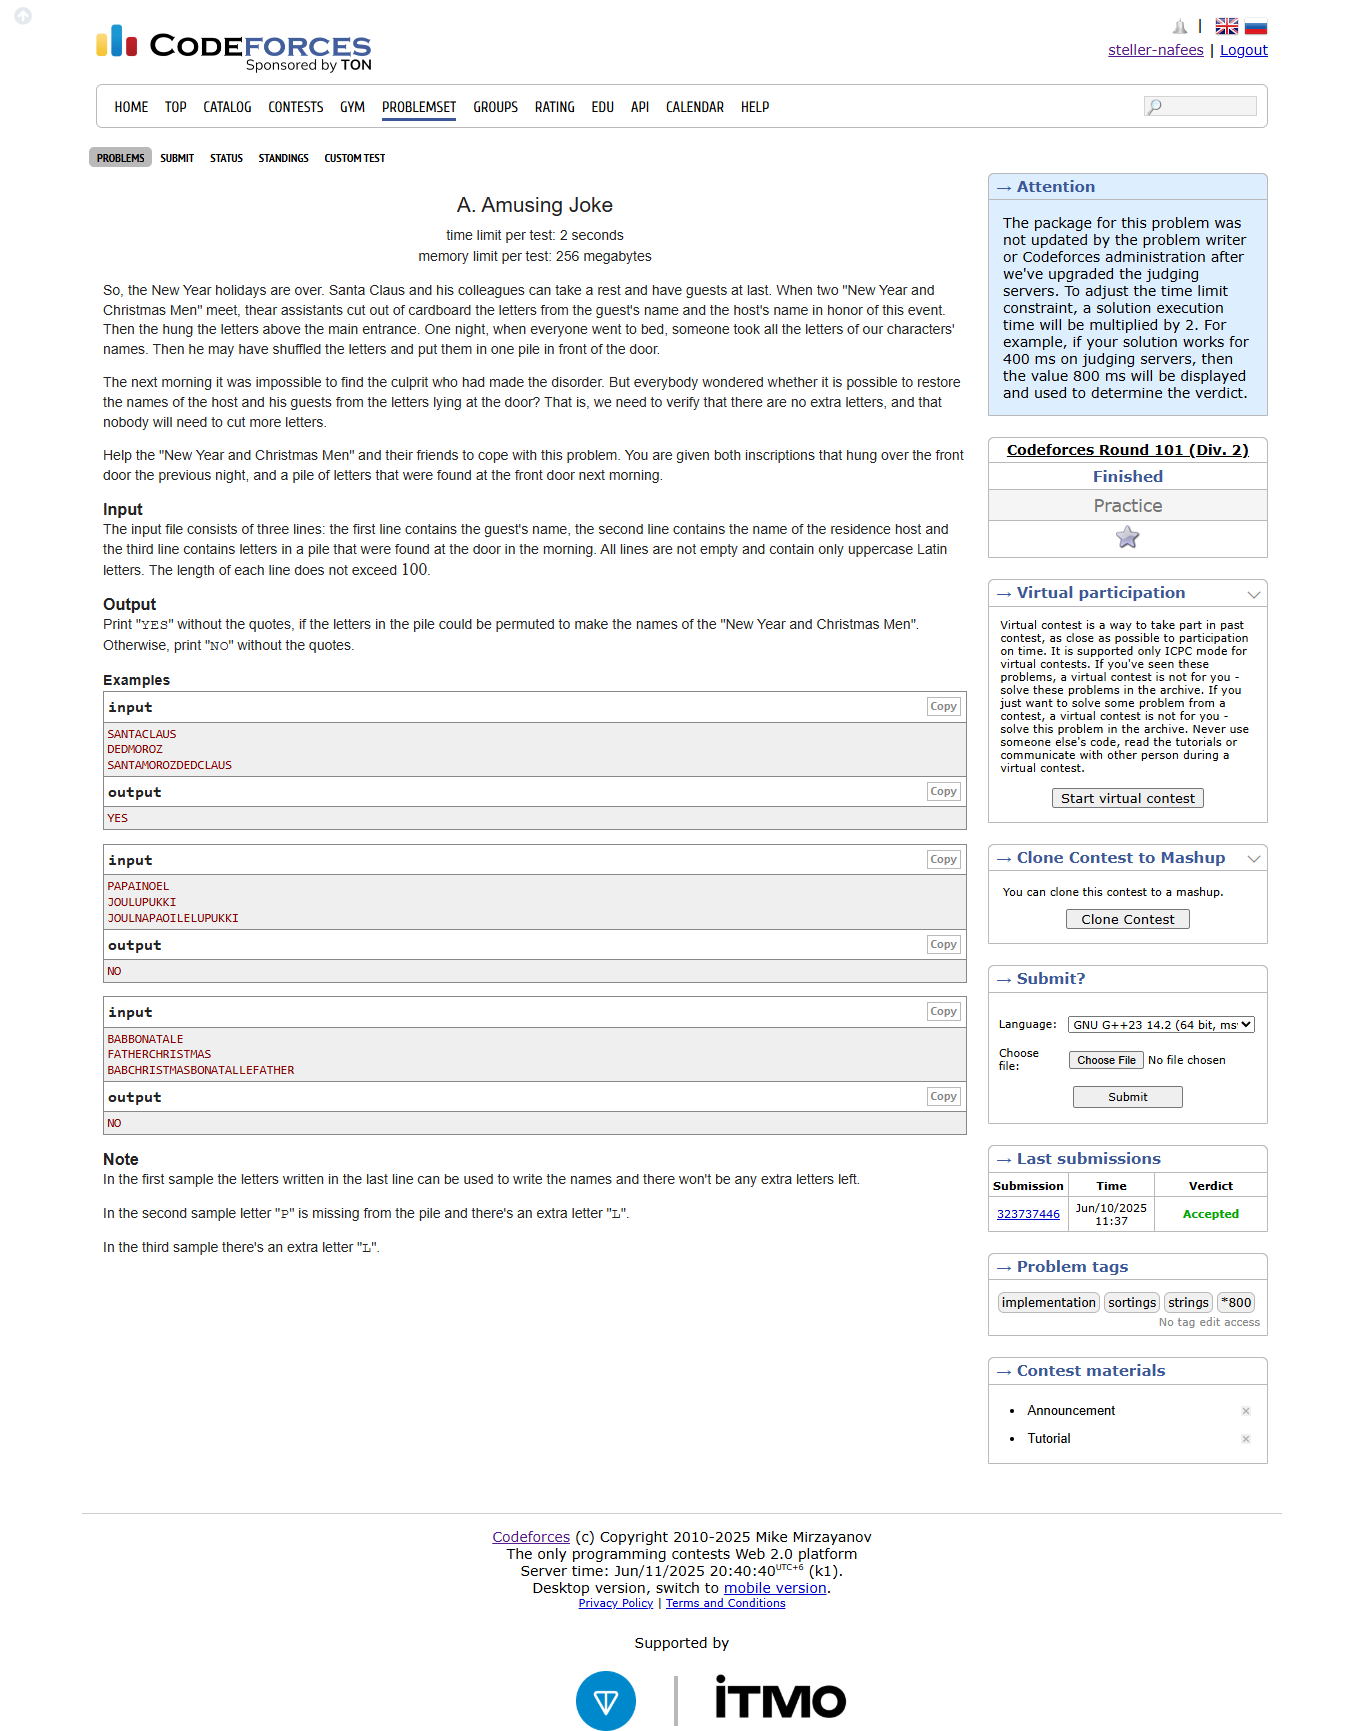 CODEFORCES
Sponsored by TON
|
steller-nafees | Logout
HOME TOP CATALOG CONTESTS GYM PROBLEMSET GROUPS RATING EDU API CALENDAR HELP
PROBLEMS SUBMIT STATUS STANDINGS CUSTOM TEST
A. Amusing Joke
time limit per test: 2 seconds
memory limit per test: 256 megabytes
So, the New Year holidays are over. Santa Claus and his colleagues can take a rest and have guests at last. When two "New Year and
Christmas Men" meet, thear assistants cut out of cardboard the letters from the guest's name and the host's name in honor of this event.
Then the hung the letters above the main entrance. One night, when everyone went to bed, someone took all the letters of our characters'
names. Then he may have shuffled the letters and put them in one pile in front of the door.
The next morning it was impossible to find the culprit who had made the disorder. But everybody wondered whether it is possible to restore
the names of the host and his guests from the letters lying at the door? That is, we need to verify that there are no extra letters, and that
nobody will need to cut more letters.
Help the "New Year and Christmas Men" and their friends to cope with this problem. You are given both inscriptions that hung over the front
door the previous night, and a pile of letters that were found at the front door next morning.
Input
The input file consists of three lines: the first line contains the guest's name, the second line contains the name of the residence host and
the third line contains letters in a pile that were found at the door in the morning. All lines are not empty and contain only uppercase Latin
letters. The length of each line does not exceed 100.
Output
Print "YES" without the quotes, if the letters in the pile could be permuted to make the names of the "New Year and Christmas Men".
Otherwise, print "NO" without the quotes.
Examples
input Copy
SANTACLAUS
DEDMOROZ
SANTAMOROZDEDCLAUS
output Copy
YES
input Copy
PAPAINOEL
JOULUPUKKI
JOULNAPAOILELUPUKKI
output Copy
NO
input Copy
BABBONATALE
FATHERCHRISTMAS
BABCHRISTMASBONATALLEFATHER
output Copy
NO
Note
In the first sample the letters written in the last line can be used to write the names and there won't be any extra letters left.
In the second sample letter "P" is missing from the pile and there's an extra letter "L".
In the third sample there's an extra letter "L".
→ Attention
The package for this problem was
not updated by the problem writer
or Codeforces administration after
we've upgraded the judging
servers. To adjust the time limit
constraint, a solution execution
time will be multiplied by 2. For
example, if your solution works for
400 ms on judging servers, then
the value 800 ms will be displayed
and used to determine the verdict.
Codeforces Round 101 (Div. 2)
Finished
Practice
→ Virtual participation
Virtual contest is a way to take part in past
contest, as close as possible to participation
on time. It is supported only ICPC mode for
virtual contests. If you've seen these
problems, a virtual contest is not for you -
solve these problems in the archive. If you
just want to solve some problem from a
contest, a virtual contest is not for you -
solve this problem in the archive. Never use
someone else's code, read the tutorials or
communicate with other person during a
virtual contest.
Start virtual contest
→ Clone Contest to Mashup
You can clone this contest to a mashup.
Clone Contest
→ Submit?
Language: GNU G++23 14.2 (64 bit, ms
Choose
file: Choose File No file chosen
Submit
→ Last submissions
Submission Time Verdict
323737446 Jun/10/2025
11:37 Accepted
→ Problem tags
implementation sortings strings *800
No tag edit access
→ Contest materials
• Announcement
• Tutorial
Codeforces (c) Copyright 2010-2025 Mike Mirzayanov
The only programming contests Web 2.0 platform
Server time: Jun/11/2025 20:40:40UTC+6 (k1).
Desktop version, switch to mobile version.
Privacy Policy | Terms and Conditions
Supported by
iTMO